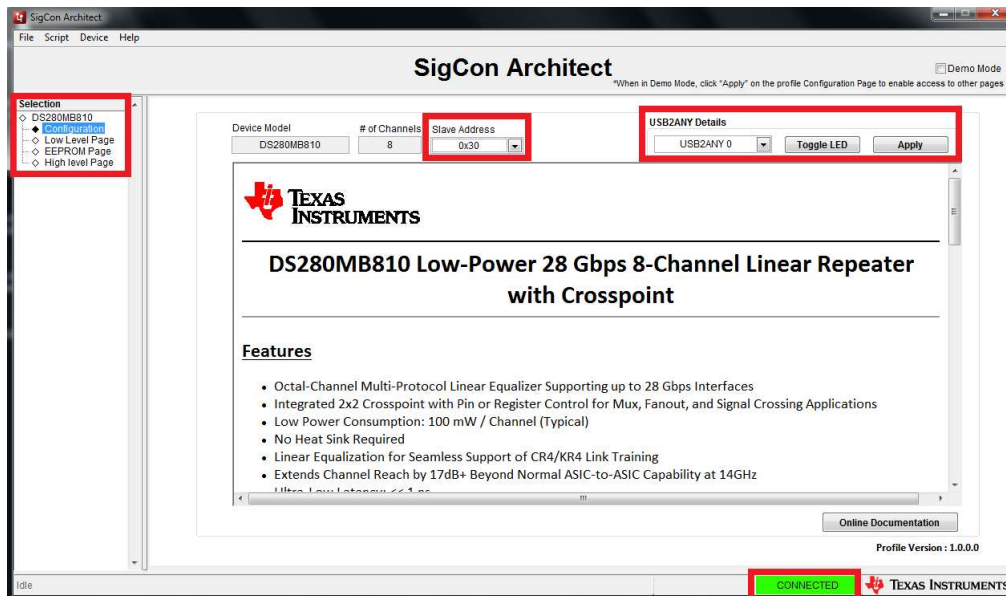 SigCon Architect
File Script Device Help
SigCon Architect
Demo Mode
*When in Demo Mode, click "Apply" on the profile Configuration Page to enable access to other pages
Selection
DS280MB810
Configuration
Low Level Page
EEPROM Page
High level Page
Device Model
# of Channels
Slave Address
DS280MB810
8
0x30
USB2ANY Details
USB2ANY 0
Toggle LED
Apply
TEXAS
INSTRUMENTS
DS280MB810 Low-Power 28 Gbps 8-Channel Linear Repeater
with Crosspoint
Features
• Octal-Channel Multi-Protocol Linear Equalizer Supporting up to 28 Gbps Interfaces
• Integrated 2x2 Crosspoint with Pin or Register Control for Mux, Fanout, and Signal Crossing Applications
• Low Power Consumption: 100 mW / Channel (Typical)
• No Heat Sink Required
• Linear Equalization for Seamless Support of CR4/KR4 Link Training
• Extends Channel Reach by 17dB+ Beyond Normal ASIC-to-ASIC Capability at 14GHz
• Ultra-Low Latency: << 1 ns
Online Documentation
Profile Version : 1.0.0.0
Idle
CONNECTED
TEXAS INSTRUMENTS